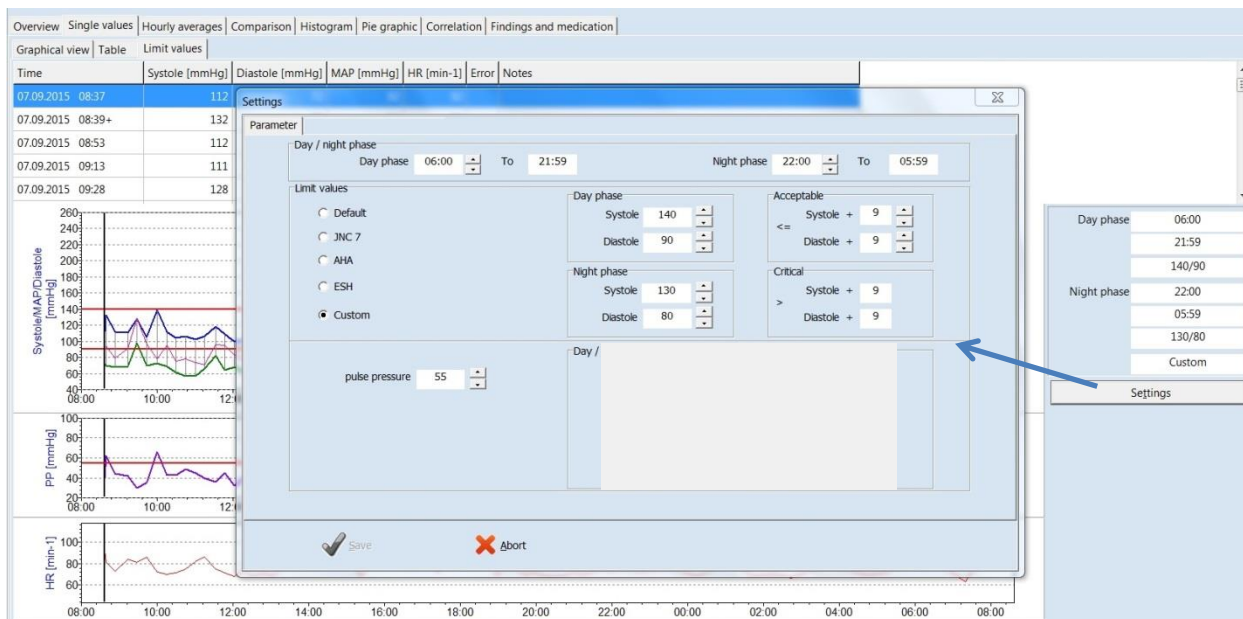 Overview Single values Hourly averages Comparison Histogram Pie graphic Correlation Findings and medication
Graphical view Table Limit values
Time Systole [mmHg] Diastole [mmHg] MAP [mmHg] HR [min-1] Error Notes
07.09.2015 08:37 112
07.09.2015 08:39+ 132
07.09.2015 08:53 112
07.09.2015 09:13 111
07.09.2015 09:28 128
Settings
Parameter
Day / night phase
Day phase 06:00 To 21:59 Night phase 22:00 To 05:59
Limit values
Default
JNC 7
AHA
ESH
Custom
Day phase
Systole 140
Diastole 90
Acceptable
<=
Systole + 9
Diastole + 9
Night phase
Systole 130
Diastole 80
Critical
>
Systole + 9
Diastole + 9
pulse pressure 55
Day /
Save Abort
Day phase 06:00
21:59
140/90
Night phase 22:00
05:59
130/80
Custom
Settings
Systole/MAP/Diastole
[mmHg]
260
240
220
200
180
160
140
120
100
80
60
40
08:00 10:00 12:
PP [mmHg]
100
80
60
40
20
08:00 10:00 12:
HR [min-1]
100
80
60
08:00 10:00 12:00 14:00 16:00 18:00 20:00 22:00 00:00 02:00 04:00 06:00 08:00